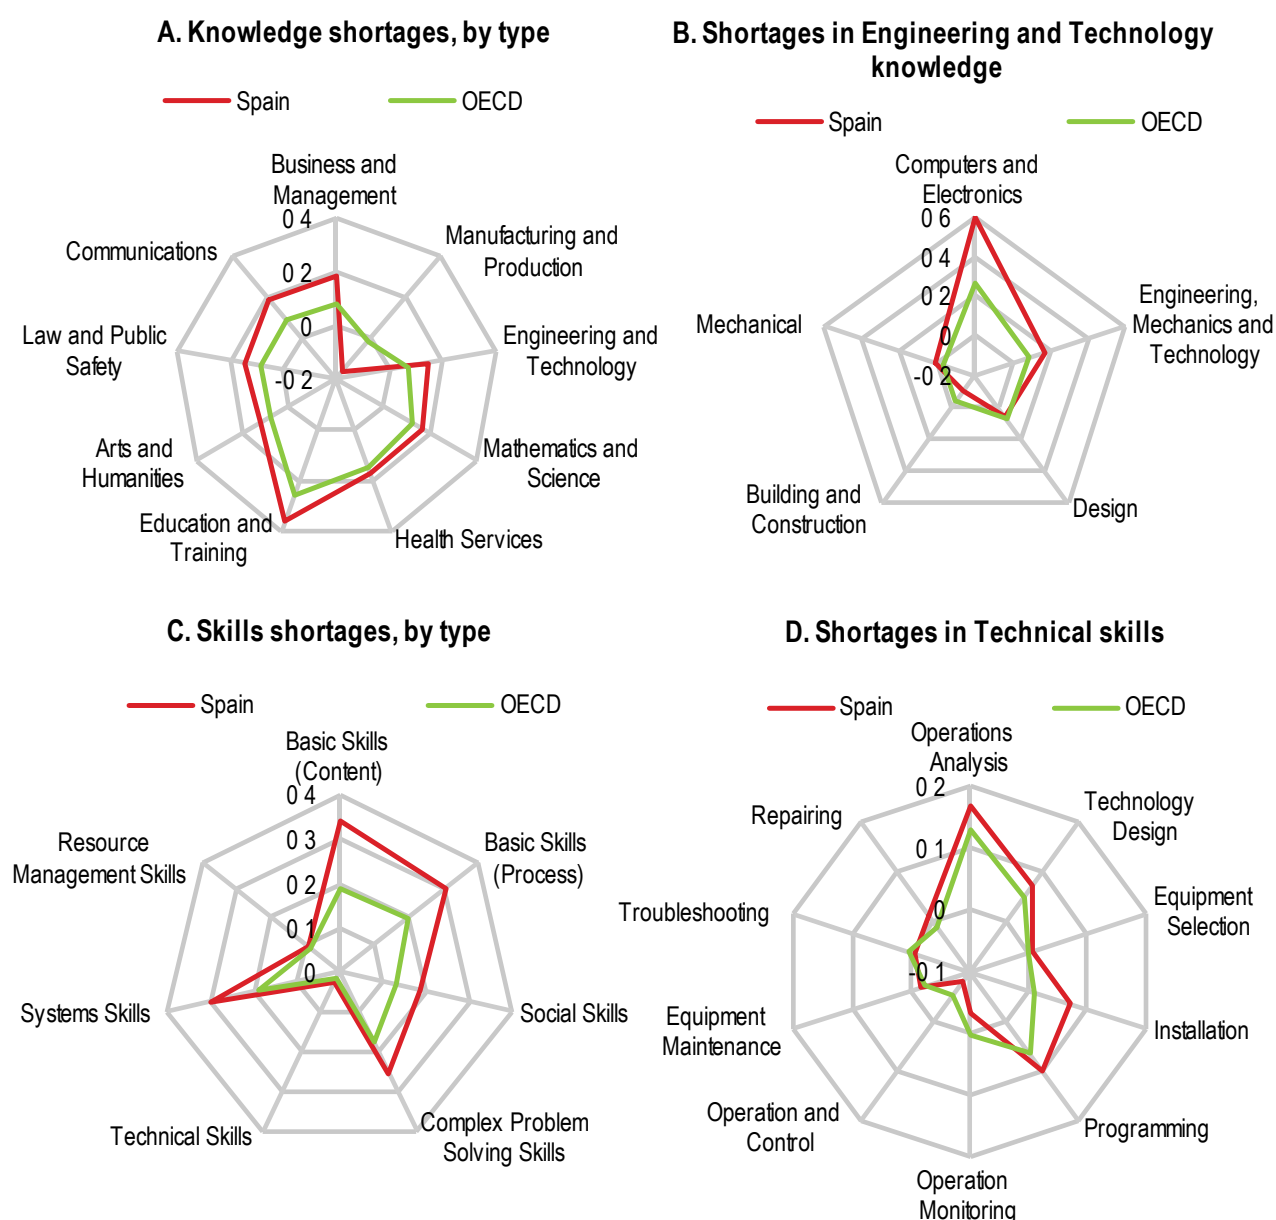 A. Knowledge shortages, by type
Spain
OECD
Business and
Management
Manufacturing and
Production
Engineering and
Technology
Mathematics and
Science
Health Services
Education and
Training
Arts and
Humanities
Law and Public
Safety
Communications
0 4
0 2
0
-0 2
B. Shortages in Engineering and Technology
knowledge
Spain
OECD
Computers and
Electronics
Engineering,
Mechanics and
Technology
Design
Building and
Construction
Mechanical
0 6
0 4
0 2
0
-0 2
C. Skills shortages, by type
Spain
OECD
Basic Skills
(Content)
Basic Skills
(Process)
Social Skills
Complex Problem
Solving Skills
Technical Skills
Systems Skills
Resource
Management Skills
0 4
0 3
0 2
0 1
0
D. Shortages in Technical skills
Spain
OECD
Operations
Analysis
Technology
Design
Equipment
Selection
Installation
Programming
Operation
Monitoring
Operation and
Control
Equipment
Maintenance
Troubleshooting
Repairing
0 2
0 1
0
-0 1